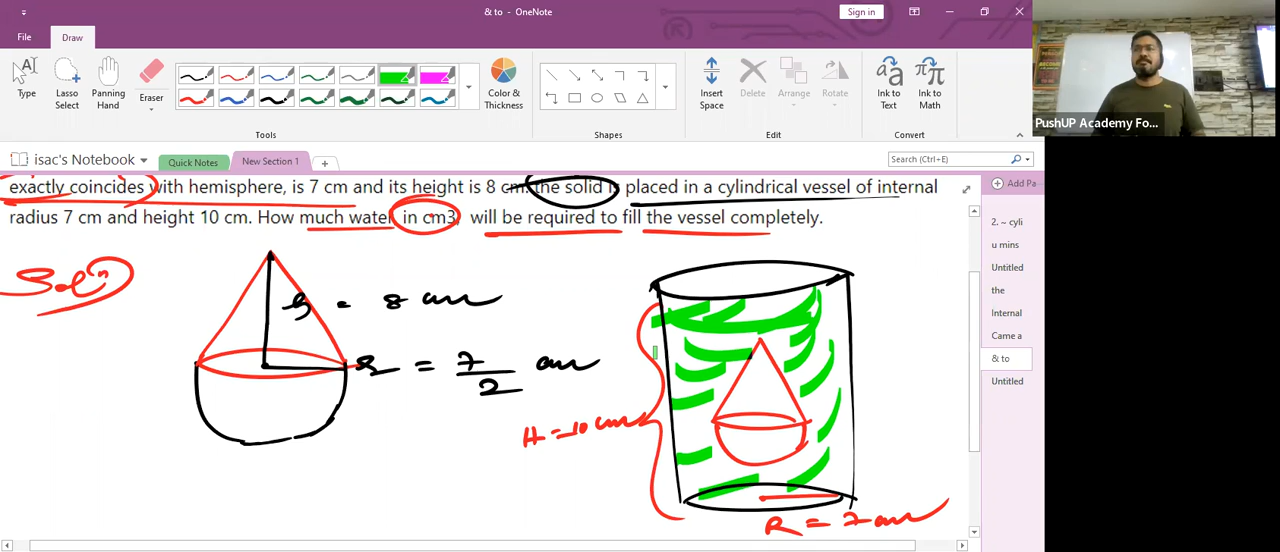 & to - OneNote
Sign in
File
Draw
Type
Lasso Select
Panning Hand
Eraser
Color & Thickness
Insert Space
Delete
Arrange
Rotate
Ink to Text
Ink to Math
Tools
Shapes
Edit
Convert
PushUP Academy Fo...
isac's Notebook
Quick Notes
New Section 1
Search (Ctrl+E)
exactly coincides with hemisphere, is 7 cm and its height is 8 cm. the solid is placed in a cylindrical vessel of internal
radius 7 cm and height 10 cm. How much water, in cm3, will be required to fill the vessel completely.
Add Pa
2. ~ cyli
u mins
Untitled
the
Internal
Came a
& to
Untitled
Soln
h = 8 cm
r = 7/2 cm
H = 10 cm
R = 7 cm